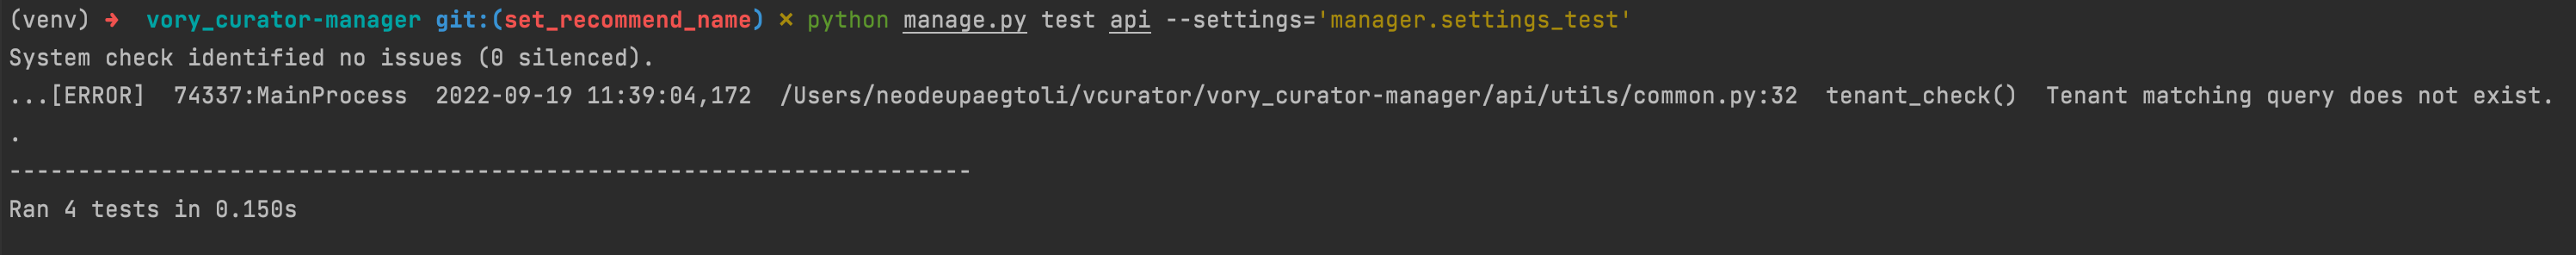 (venv) ➜  vory_curator-manager git:(set_recommend_name) ✗ python manage.py test api --settings='manager.settings_test'
System check identified no issues (0 silenced).
...[ERROR]  74337:MainProcess  2022-09-19 11:39:04,172  /Users/neodeupaegtoli/vcurator/vory_curator-manager/api/utils/common.py:32  tenant_check()  Tenant matching query does not exist.
.
----------------------------------------------------------------------
Ran 4 tests in 0.150s